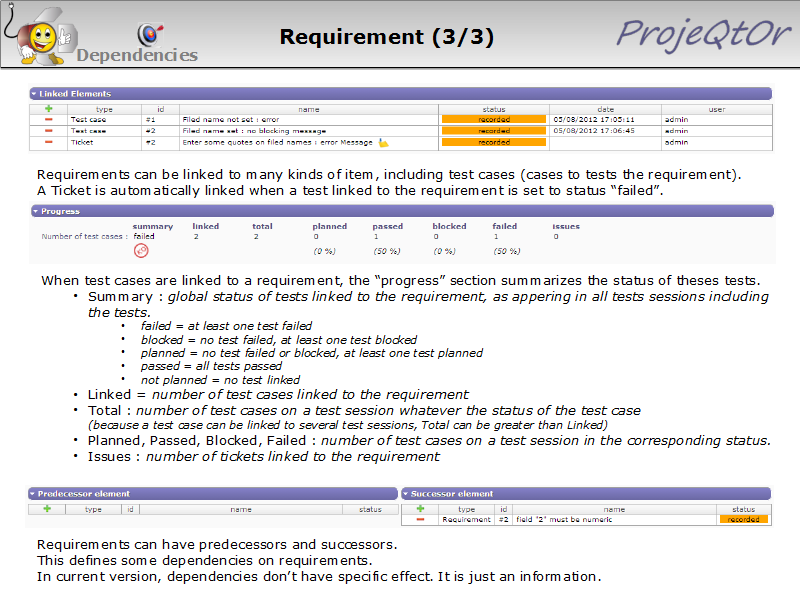 Requirement (3/3)
ProjeQtOr
Dependencies
Linked Elements
type id name status date user
Test case #1 Filed name not set : error recorded 05/08/2012 17:05:11 admin
Test case #2 Filed name set : no blocking message recorded 05/08/2012 17:06:45 admin
Ticket #2 Enter some quotes on filed names : error Message recorded admin
Requirements can be linked to many kinds of item, including test cases (cases to tests the requirement).
A Ticket is automatically linked when a test linked to the requirement is set to status “failed”.
Progress
summary linked total planned passed blocked failed issues
Number of test cases : failed 2 2 0 1 0 1 0
(0 %) (50 %) (0 %) (50 %)
When test cases are linked to a requirement, the “progress” section summarizes the status of theses tests.
• Summary : global status of tests linked to the requirement, as appering in all tests sessions including
the tests.
• failed = at least one test failed
• blocked = no test failed, at least one test blocked
• planned = no test failed or blocked, at least one test planned
• passed = all tests passed
• not planned = no test linked
• Linked = number of test cases linked to the requirement
• Total : number of test cases on a test session whatever the status of the test case
(because a test case can be linked to several test sessions, Total can be greater than Linked)
• Planned, Passed, Blocked, Failed : number of test cases on a test session in the corresponding status.
• Issues : number of tickets linked to the requirement
Predecessor element
type id name status
Successor element
type id name status
Requirement #2 field "2" must be numeric recorded
Requirements can have predecessors and successors.
This defines some dependencies on requirements.
In current version, dependencies don’t have specific effect. It is just an information.